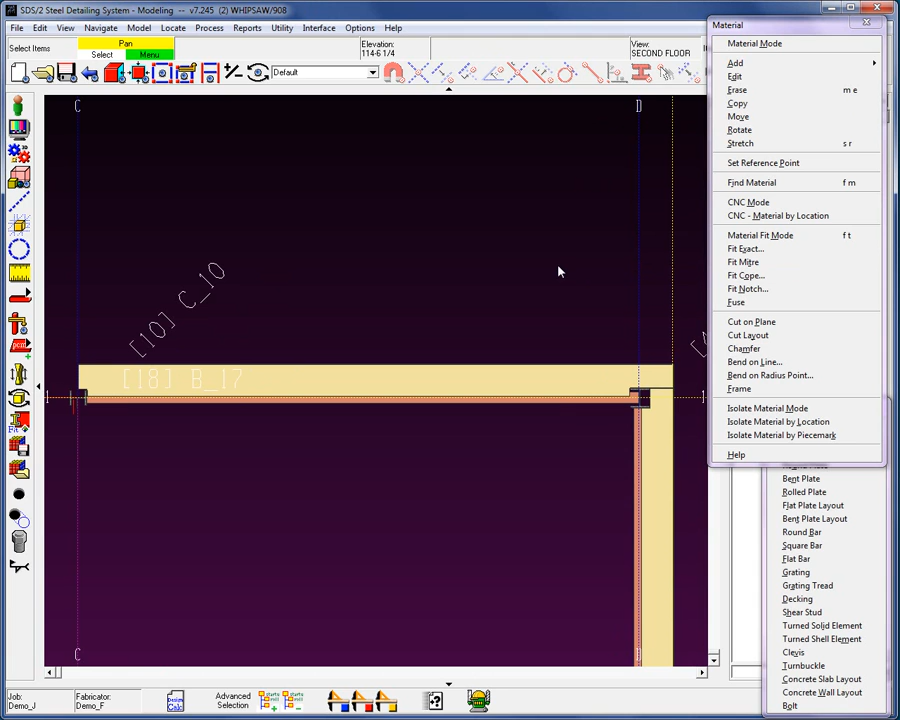 SDS/2 Steel Detailing System - Modeling -- v7.245 (2) WHIPSAW/908
File Edit View Navigate Model Locate Process Reports Utility Interface Options Help
Select Items
Pan
Select Menu
Elevation:
114-6 1/4
View:
SECOND FLOOR
Default
Material
Material Mode
Add
Edit
Erase m e
Copy
Move
Rotate
Stretch s r
Set Reference Point
Find Material f m
CNC Mode
CNC - Material by Location
Material Fit Mode f t
Fit Exact...
Fit Mitre
Fit Cope...
Fit Notch...
Fuse
Cut on Plane
Cut Layout
Chamfer
Bend on Line...
Bend on Radius Point...
Frame
Isolate Material Mode
Isolate Material by Location
Isolate Material by Piecemark
Help
Bent Plate
Rolled Plate
Flat Plate Layout
Bent Plate Layout
Round Bar
Square Bar
Flat Bar
Grating
Grating Tread
Decking
Shear Stud
Turned Solid Element
Turned Shell Element
Clevis
Turnbuckle
Concrete Slab Layout
Concrete Wall Layout
Bolt
C D
[10] C_10
[18] B_17
1 1
C D
Fit
Job:
Demo_J
Fabricator:
Demo_F
Design
Calc
Advanced
Selection